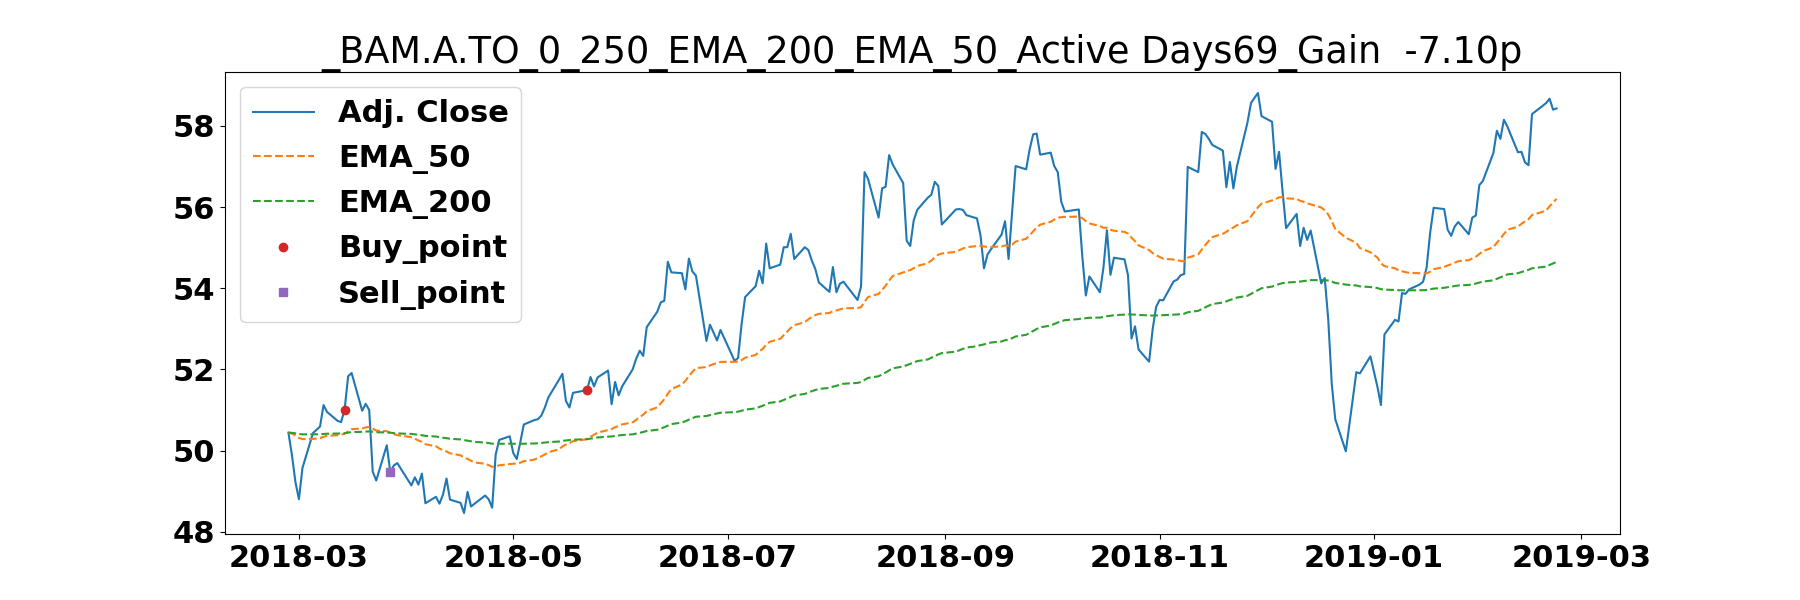 _BAM.A.TO_0_250_EMA_200_EMA_50_Active Days69_Gain  -7.10p
Adj. Close
EMA_50
EMA_200
Buy_point
Sell_point
58
56
54
52
50
48
2018-03 2018-05 2018-07 2018-09 2018-11 2019-01 2019-03